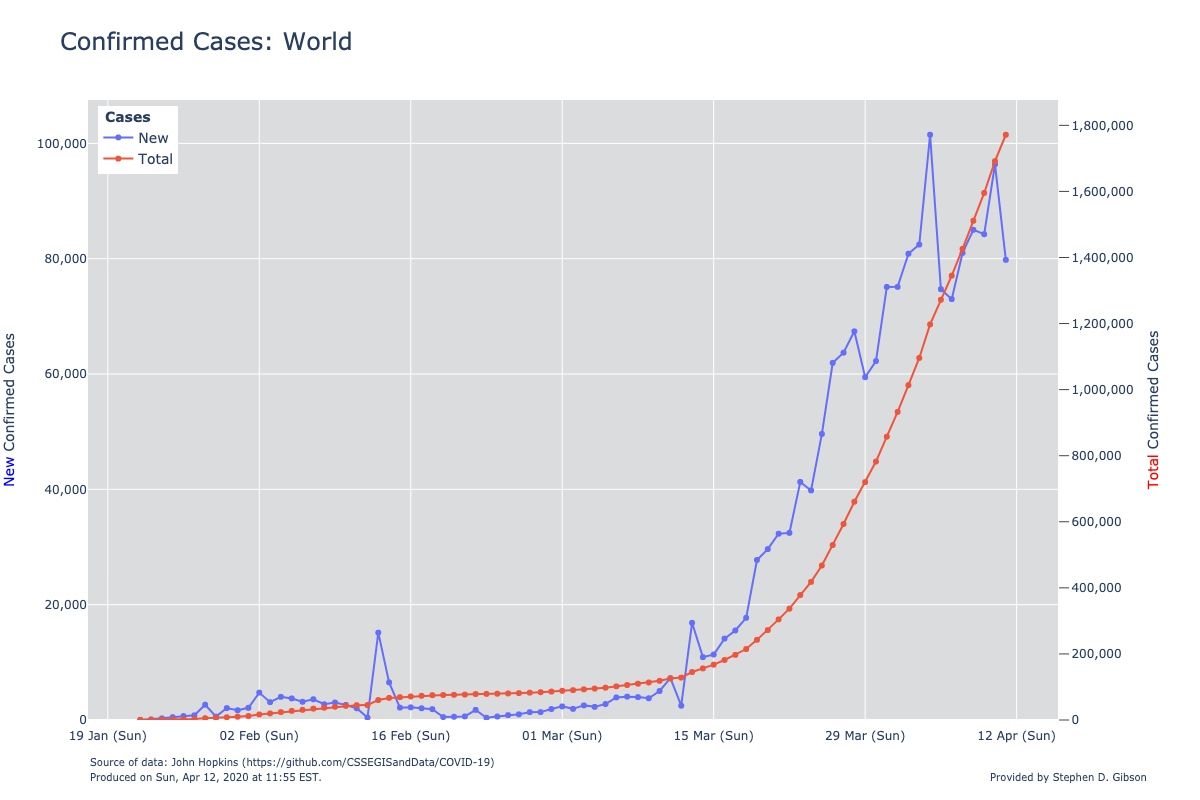 Confirmed Cases: World
Cases
New
Total
100,000
80,000
60,000
40,000
20,000
0
New Confirmed Cases
1,800,000
1,600,000
1,400,000
1,200,000
1,000,000
800,000
600,000
400,000
200,000
0
Total Confirmed Cases
19 Jan (Sun)
02 Feb (Sun)
16 Feb (Sun)
01 Mar (Sun)
15 Mar (Sun)
29 Mar (Sun)
12 Apr (Sun)
Source of data: John Hopkins (https://github.com/CSSEGISandData/COVID-19)
Produced on Sun, Apr 12, 2020 at 11:55 EST.
Provided by Stephen D. Gibson